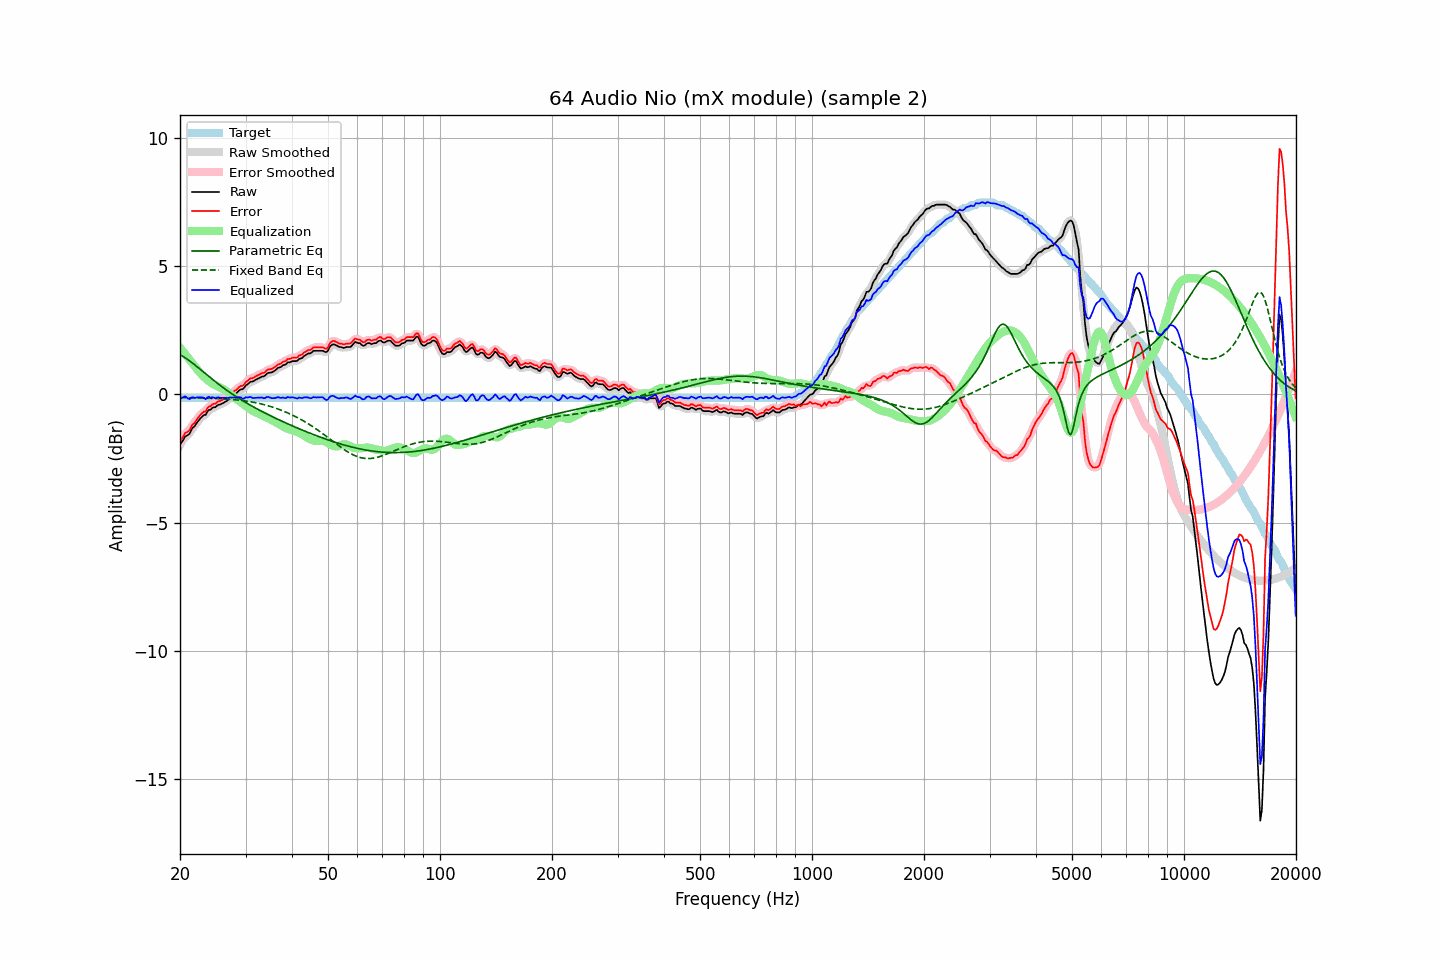 64 Audio Nio (mX module) (sample 2)
Target
Raw Smoothed
Error Smoothed
Raw
Error
Equalization
Parametric Eq
Fixed Band Eq
Equalized
10
5
0
−5
−10
−15
Amplitude (dBr)
20
50
100
200
500
1000
2000
5000
10000
20000
Frequency (Hz)